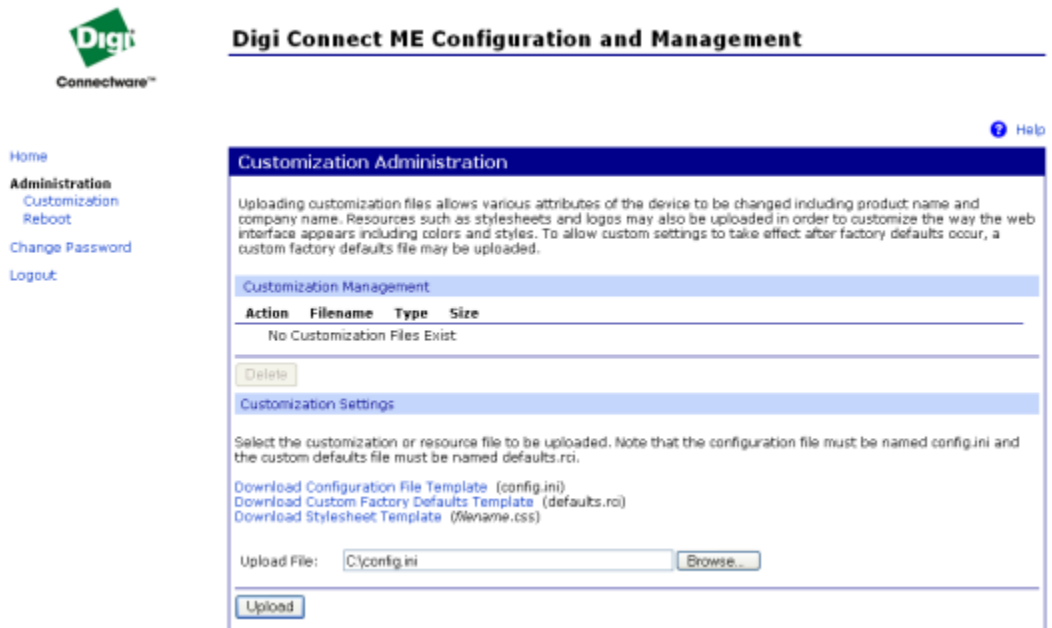 Digi
Connectware™
Digi Connect ME Configuration and Management
Help
Home
Administration
Customization
Reboot
Change Password
Logout
Customization Administration
Uploading customization files allows various attributes of the device to be changed including product name and
company name. Resources such as stylesheets and logos may also be uploaded in order to customize the way the web
interface appears including colors and styles. To allow custom settings to take effect after factory defaults occur, a
custom factory defaults file may be uploaded.
Customization Management
Action Filename Type Size
No Customization Files Exist
Delete
Customization Settings
Select the customization or resource file to be uploaded. Note that the configuration file must be named config.ini and
the custom defaults file must be named defaults.rci.
Download Configuration File Template (config.ini)
Download Custom Factory Defaults Template (defaults.rci)
Download Stylesheet Template (filename.css)
Upload File: C:\config.ini Browse...
Upload